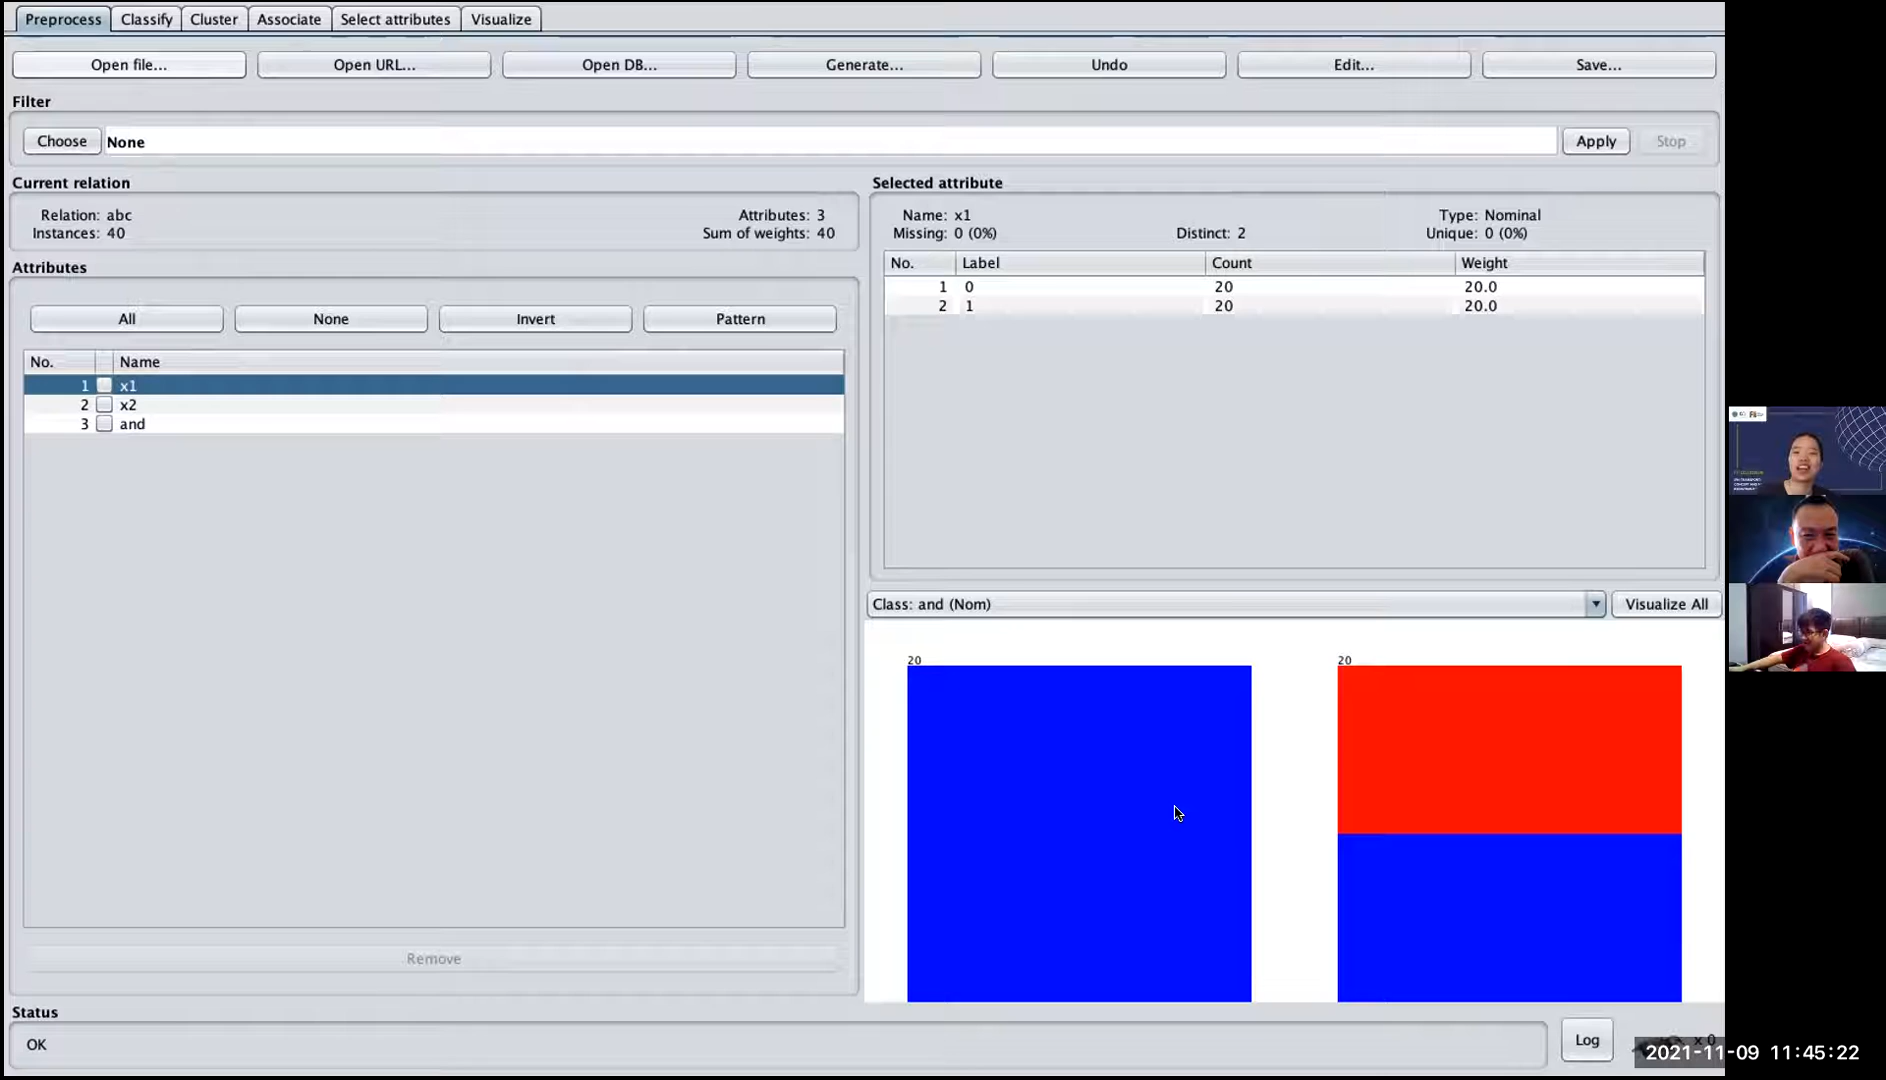 Preprocess Classify Cluster Associate Select attributes Visualize
Open file... Open URL... Open DB... Generate... Undo Edit... Save...
Filter
Choose None Apply Stop
Current relation
Relation: abc Attributes: 3
Instances: 40 Sum of weights: 40
Attributes
All None Invert Pattern
No. Name
1 x1
2 x2
3 and
Remove
Selected attribute
Name: x1 Type: Nominal
Missing: 0 (0%) Distinct: 2 Unique: 0 (0%)
No. Label Count Weight
1 0 20 20.0
2 1 20 20.0
Class: and (Nom) Visualize All
20 20
Status
OK
Log x 0
2021-11-09 11:45:22